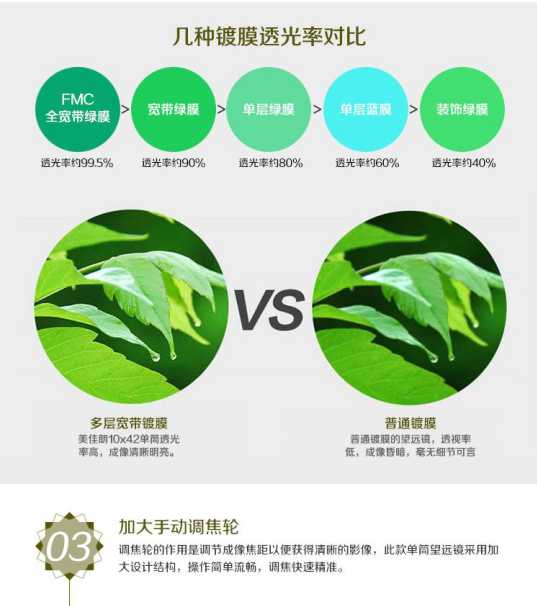 几种镀膜透光率对比
FMC
全宽带绿膜
>
宽带绿膜
>
单层绿膜
>
单层蓝膜
>
装饰绿膜
透光率约99.5%
透光率约90%
透光率约80%
透光率约60%
透光率约40%
VS
多层宽带镀膜
美佳朗10x42单筒透光
率高，成像清晰明亮。
普通镀膜
普通镀膜的望远镜，透视率
低，成像昏暗，毫无细节可言
03
加大手动调焦轮
调焦轮的作用是调节成像焦距以便获得清晰的影像，此款单筒望远镜采用加
大设计结构，操作简单流畅，调焦快速精准。